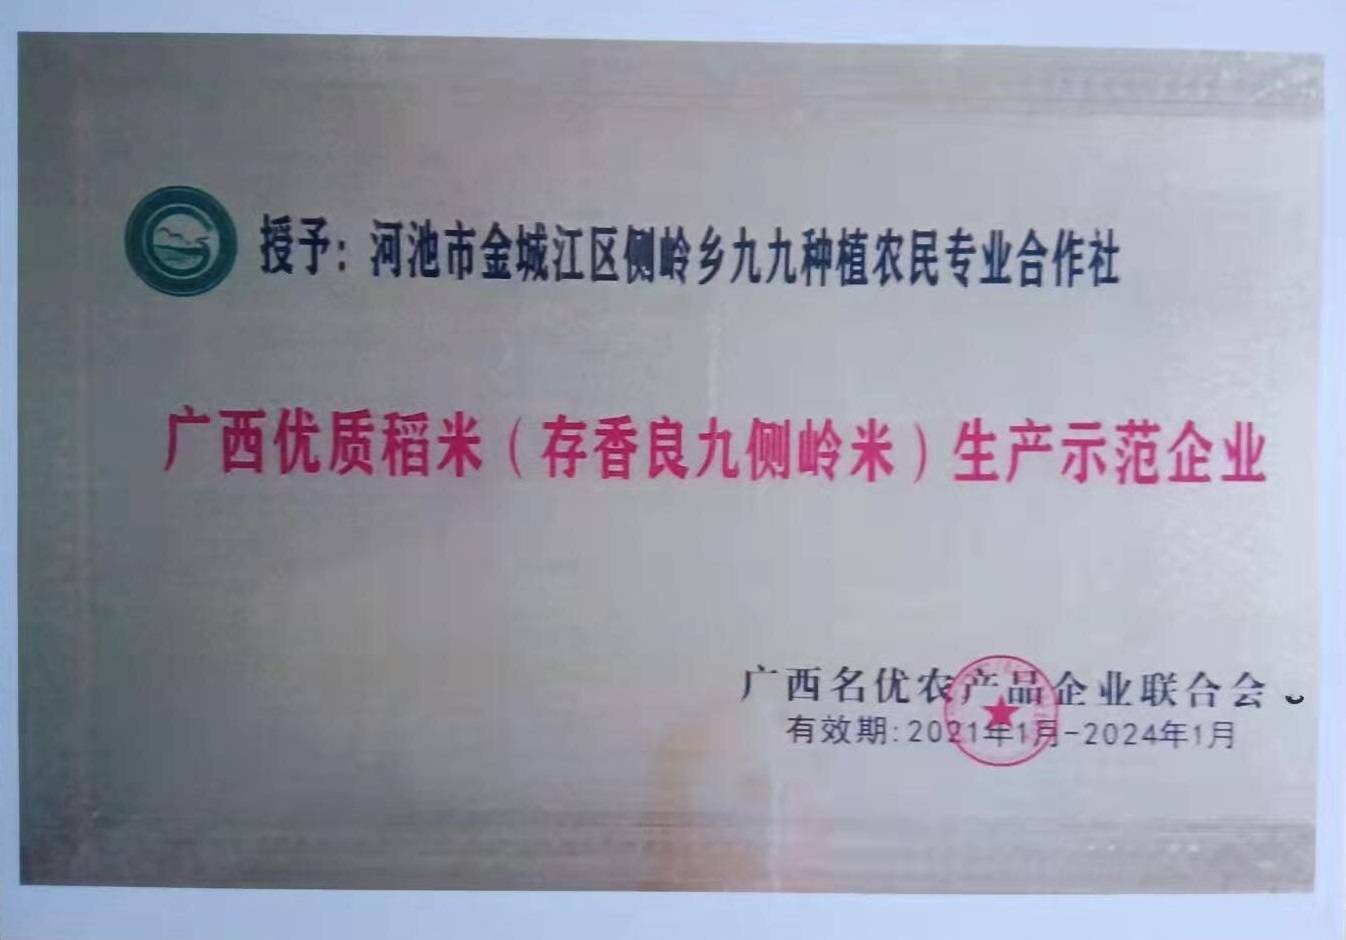 授予：河池市金城江区侧岭乡九九种植农民专业合作社
广西优质稻米（存香良九侧岭米）生产示范企业
广西名优农产品企业联合会
有效期:2021年1月-2024年1月